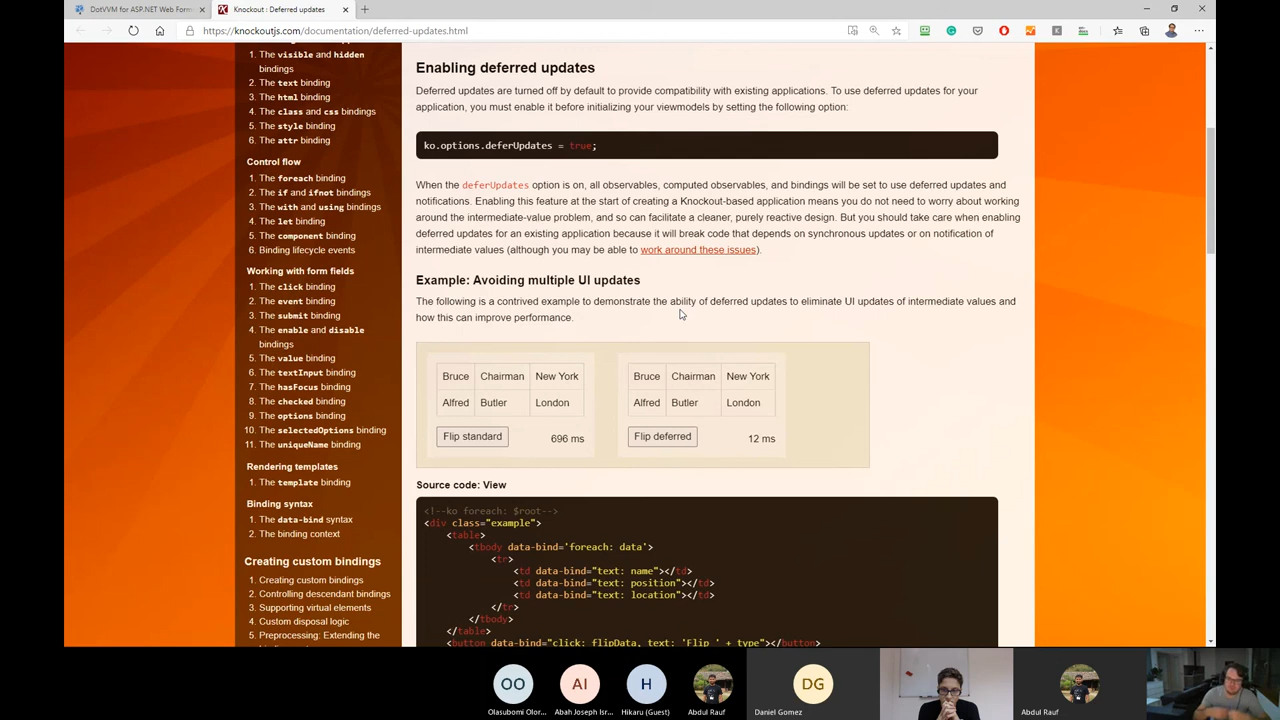 DotVVM for ASP.NET Web Form
Knockout : Deferred updates
https://knockoutjs.com/documentation/deferred-updates.html
1. The visible and hidden
bindings
2. The text binding
3. The html binding
4. The class and css bindings
5. The style binding
6. The attr binding
Control flow
1. The foreach binding
2. The if and ifnot bindings
3. The with and using bindings
4. The let binding
5. The component binding
6. Binding lifecycle events
Working with form fields
1. The click binding
2. The event binding
3. The submit binding
4. The enable and disable
bindings
5. The value binding
6. The textInput binding
7. The hasFocus binding
8. The checked binding
9. The options binding
10. The selectedOptions binding
11. The uniqueName binding
Rendering templates
1. The template binding
Binding syntax
1. The data-bind syntax
2. The binding context
Creating custom bindings
1. Creating custom bindings
2. Controlling descendant bindings
3. Supporting virtual elements
4. Custom disposal logic
5. Preprocessing: Extending the
Enabling deferred updates
Deferred updates are turned off by default to provide compatibility with existing applications. To use deferred updates for your
application, you must enable it before initializing your viewmodels by setting the following option:
ko.options.deferUpdates = true;
When the deferUpdates option is on, all observables, computed observables, and bindings will be set to use deferred updates and
notifications. Enabling this feature at the start of creating a Knockout-based application means you do not need to worry about working
around the intermediate-value problem, and so can facilitate a cleaner, purely reactive design. But you should take care when enabling
deferred updates for an existing application because it will break code that depends on synchronous updates or on notification of
intermediate values (although you may be able to work around these issues).
Example: Avoiding multiple UI updates
The following is a contrived example to demonstrate the ability of deferred updates to eliminate UI updates of intermediate values and
how this can improve performance.
Bruce Chairman New York
Alfred Butler London
Flip standard 696 ms
Bruce Chairman New York
Alfred Butler London
Flip deferred 12 ms
Source code: View
<!--ko foreach: $root-->
<div class="example">
<table>
<tbody data-bind='foreach: data'>
<tr>
<td data-bind="text: name"></td>
<td data-bind="text: position"></td>
<td data-bind="text: location"></td>
</tr>
</tbody>
</table>
<button data-bind="click: flipData, text: 'Flip ' + type"></button>
OO
Olasubomi Olor...
AI
Abah Joseph Isr...
H
Hikaru (Guest)
Abdul Rauf
DG
Daniel Gomez
Abdul Rauf